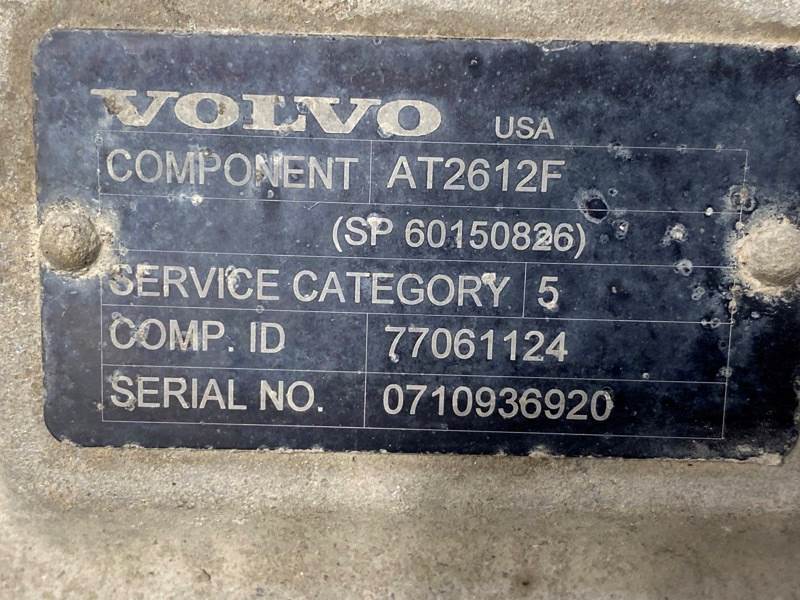 VOLVO USA
COMPONENT AT2612F
(SP 60150826)
SERVICE CATEGORY 5
COMP. ID 77061124
SERIAL NO. 0710936920